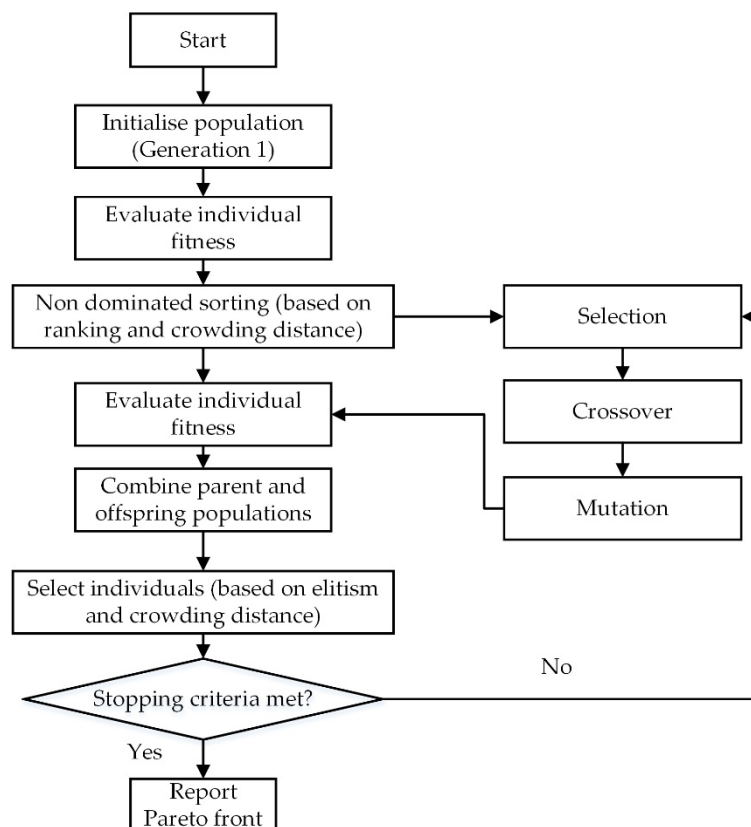 Start
Initialise population
(Generation 1)
Evaluate individual
fitness
Non dominated sorting (based on
ranking and crowding distance)
Selection
Evaluate individual
fitness
Crossover
Combine parent and
offspring populations
Mutation
Select individuals (based on elitism
and crowding distance)
Stopping criteria met?
No
Yes
Report
Pareto front